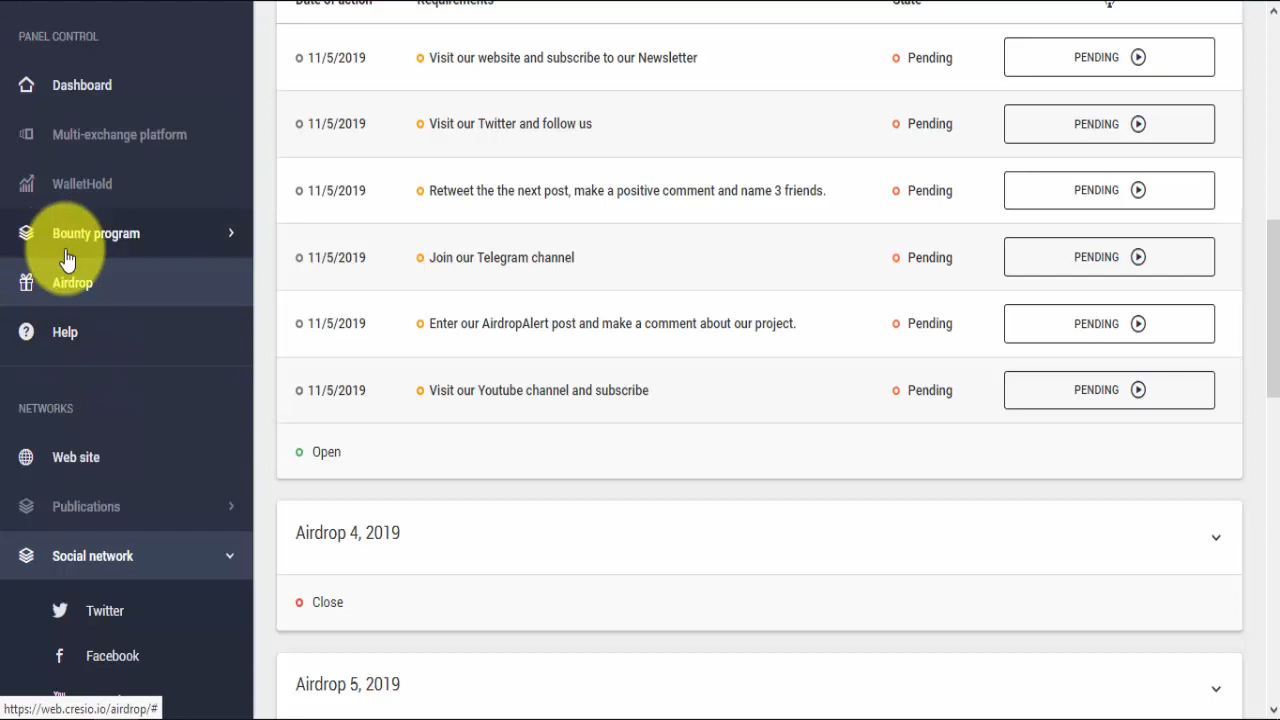 PANEL CONTROL
Dashboard
Multi-exchange platform
WalletHold
Bounty program
Airdrop
Help
NETWORKS
Web site
Publications
Social network
Twitter
Facebook
https://web.cresio.io/airdrop/#
Date of action Requirements State
11/5/2019 Visit our website and subscribe to our Newsletter Pending PENDING
11/5/2019 Visit our Twitter and follow us Pending PENDING
11/5/2019 Retweet the the next post, make a positive comment and name 3 friends. Pending PENDING
11/5/2019 Join our Telegram channel Pending PENDING
11/5/2019 Enter our AirdropAlert post and make a comment about our project. Pending PENDING
11/5/2019 Visit our Youtube channel and subscribe Pending PENDING
Open
Airdrop 4, 2019
Close
Airdrop 5, 2019